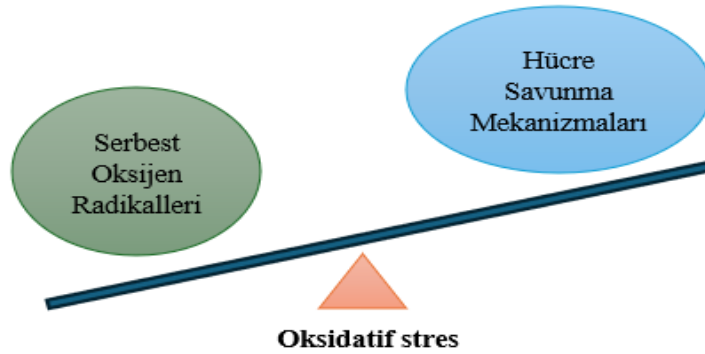 Serbest
Oksijen
Radikalleri
Hücre
Savunma
Mekanizmaları
Oksidatif stres